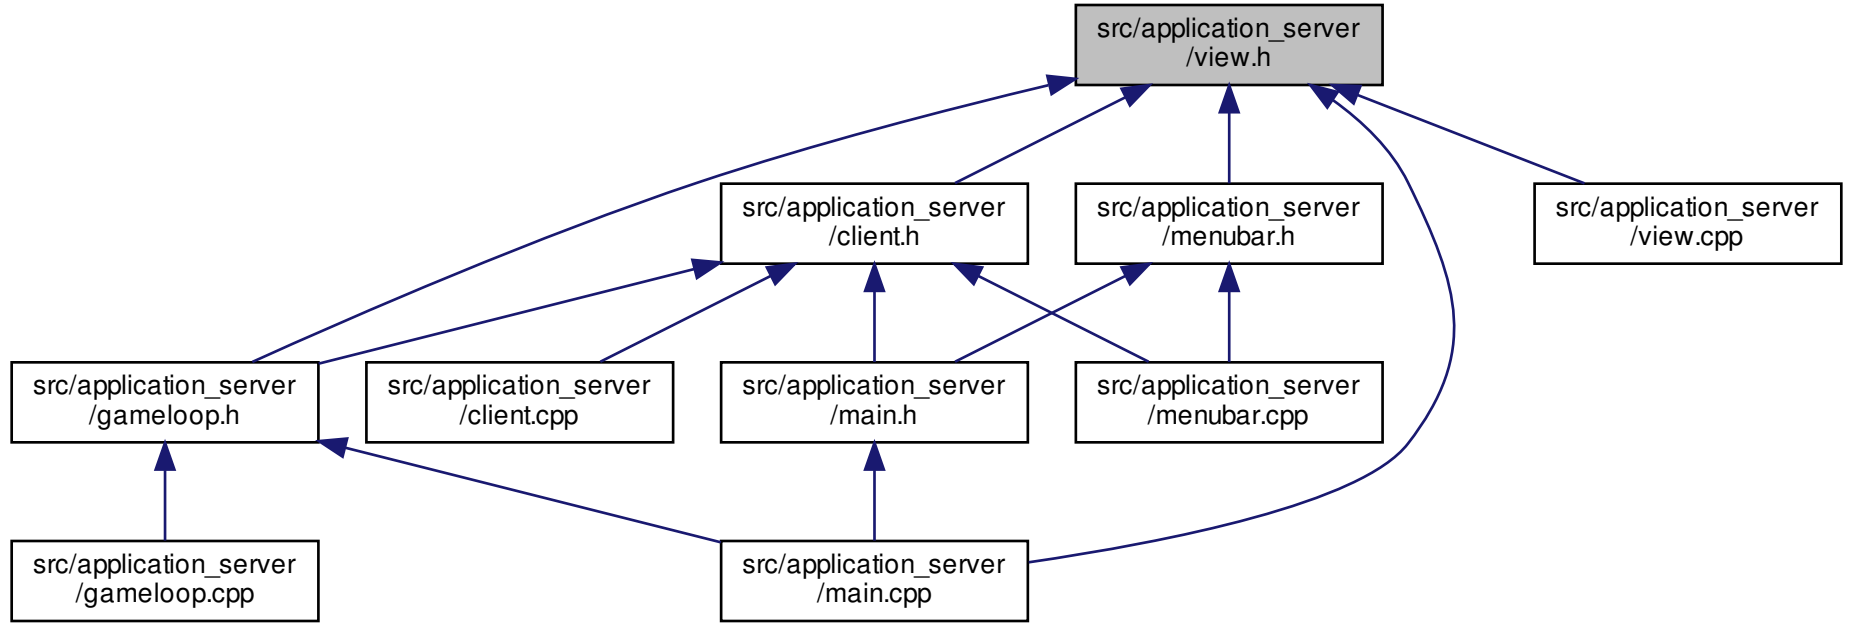 src/application_server
/view.h
src/application_server
/client.h
src/application_server
/menubar.h
src/application_server
/view.cpp
src/application_server
/gameloop.h
src/application_server
/client.cpp
src/application_server
/main.h
src/application_server
/menubar.cpp
src/application_server
/gameloop.cpp
src/application_server
/main.cpp